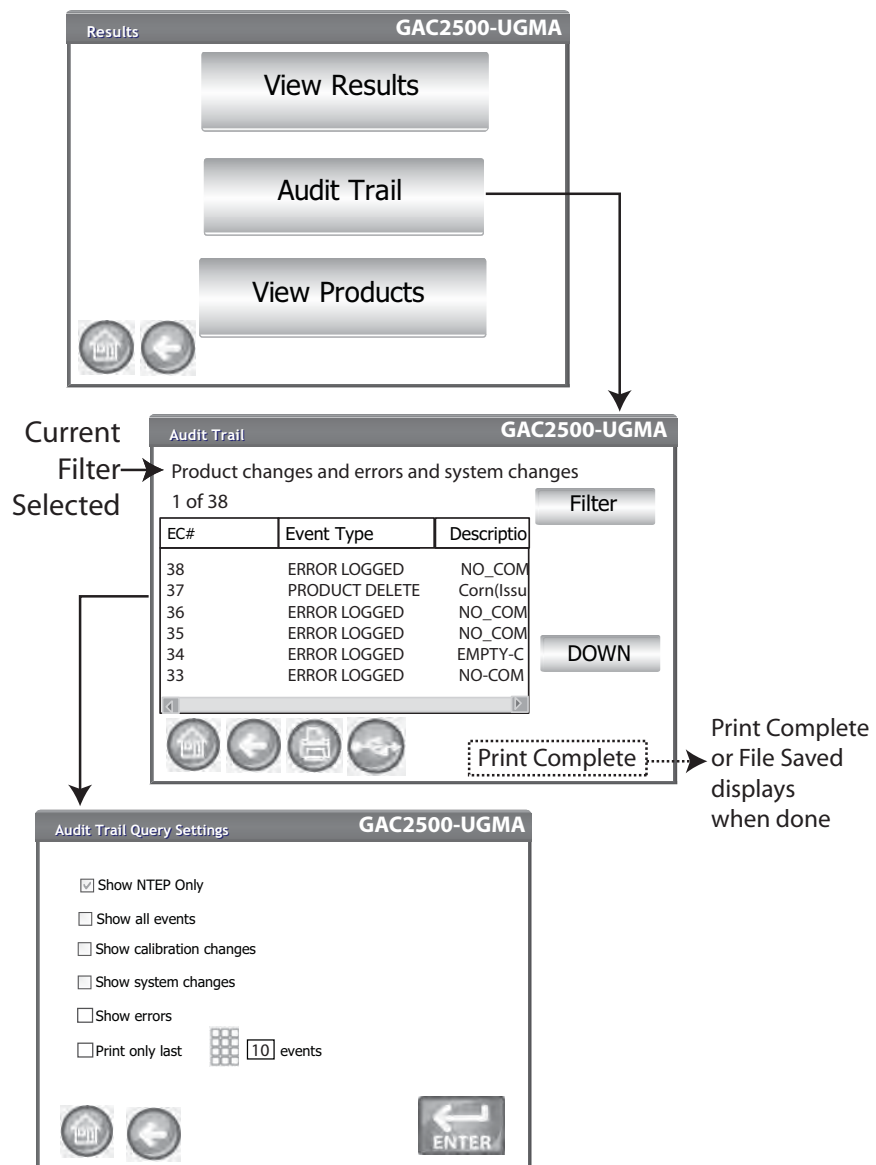 Results GAC2500-UGMA
View Results
Audit Trail
View Products
Current
Filter
Selected
Audit Trail GAC2500-UGMA
Product changes and errors and system changes
1 of 38
Filter
EC# Event Type Descriptio
38 ERROR LOGGED NO_COM
37 PRODUCT DELETE Corn(Issu
36 ERROR LOGGED NO_COM
35 ERROR LOGGED NO_COM
34 ERROR LOGGED EMPTY-C
33 ERROR LOGGED NO-COM
DOWN
Print Complete
Print Complete
or File Saved
displays
when done
Audit Trail Query Settings GAC2500-UGMA
Show NTEP Only
Show all events
Show calibration changes
Show system changes
Show errors
Print only last 10 events
ENTER